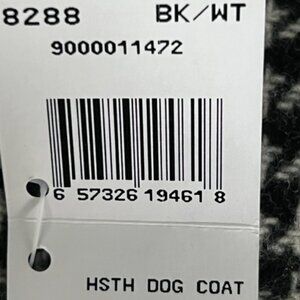 8288 BK/WT
9000011472
6 57326 19461 8
HSTH DOG COAT